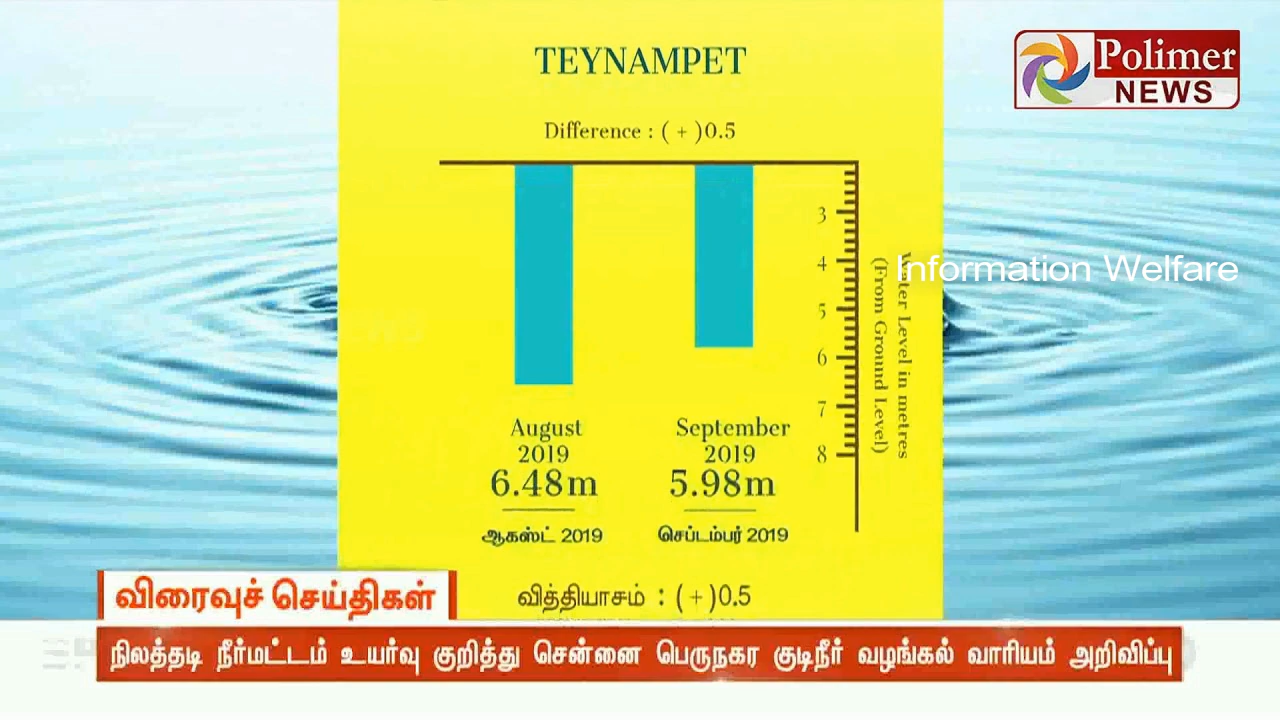 TEYNAMPET
Polimer
NEWS
Difference : ( + )0.5
3
4
5
6
7
8
Information Welfare
Level in metres
(From Ground Level)
August
2019
6.48m
ஆகஸ்ட் 2019
September
2019
5.98m
செப்டம்பர் 2019
வித்தியாசம் : ( + )0.5
விரைவுச் செய்திகள்
நிலத்தடி நீர்மட்டம் உயர்வு குறித்து சென்னை பெருநகர குடிநீர் வழங்கல் வாரியம் அறிவிப்பு